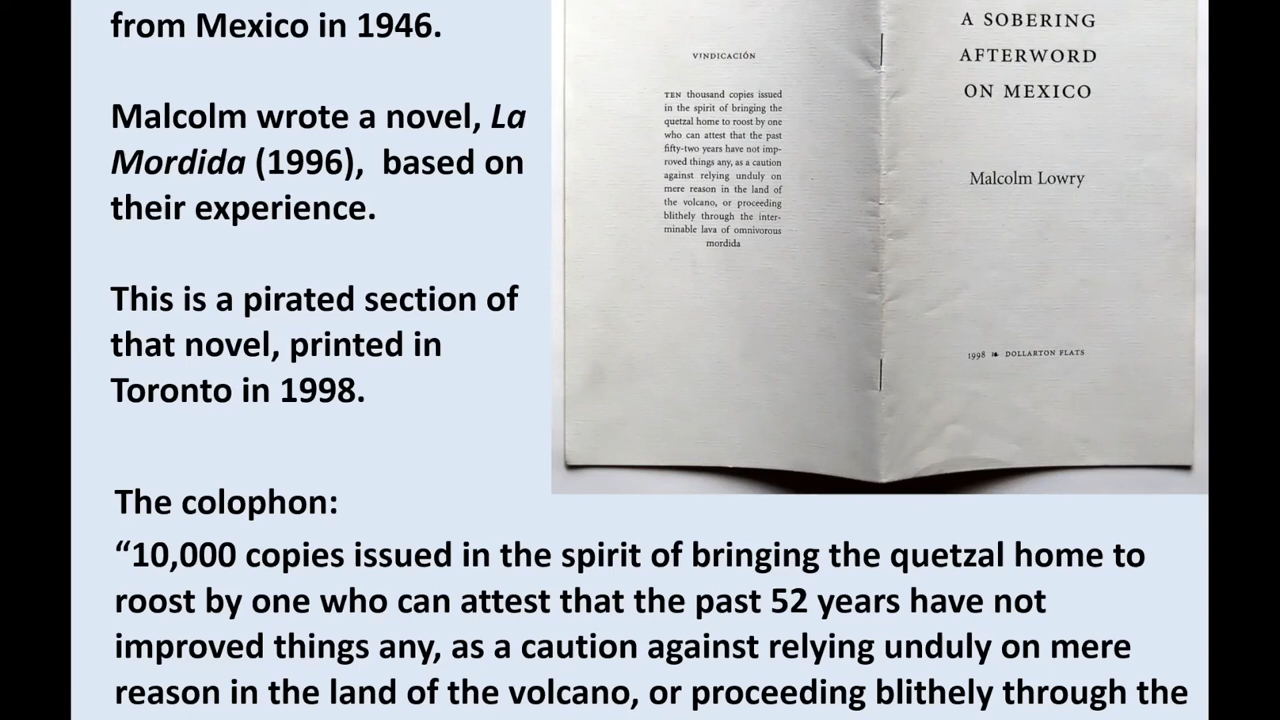 from Mexico in 1946.
Malcolm wrote a novel, La
Mordida (1996), based on
their experience.
This is a pirated section of
that novel, printed in
Toronto in 1998.
VINDICACIÓN
TEN thousand copies issued
in the spirit of bringing the
quetzal home to roost by one
who can attest that the past
fifty-two years have not imp-
roved things any, as a caution
against relying unduly on
mere reason in the land of
the volcano, or proceeding
blithely through the inter-
minable lava of omnivorous
mordida
A SOBERING
AFTERWORD
ON MEXICO
Malcolm Lowry
1998 ❧ DOLLARTON FLATS
The colophon:
“10,000 copies issued in the spirit of bringing the quetzal home to
roost by one who can attest that the past 52 years have not
improved things any, as a caution against relying unduly on mere
reason in the land of the volcano, or proceeding blithely through the